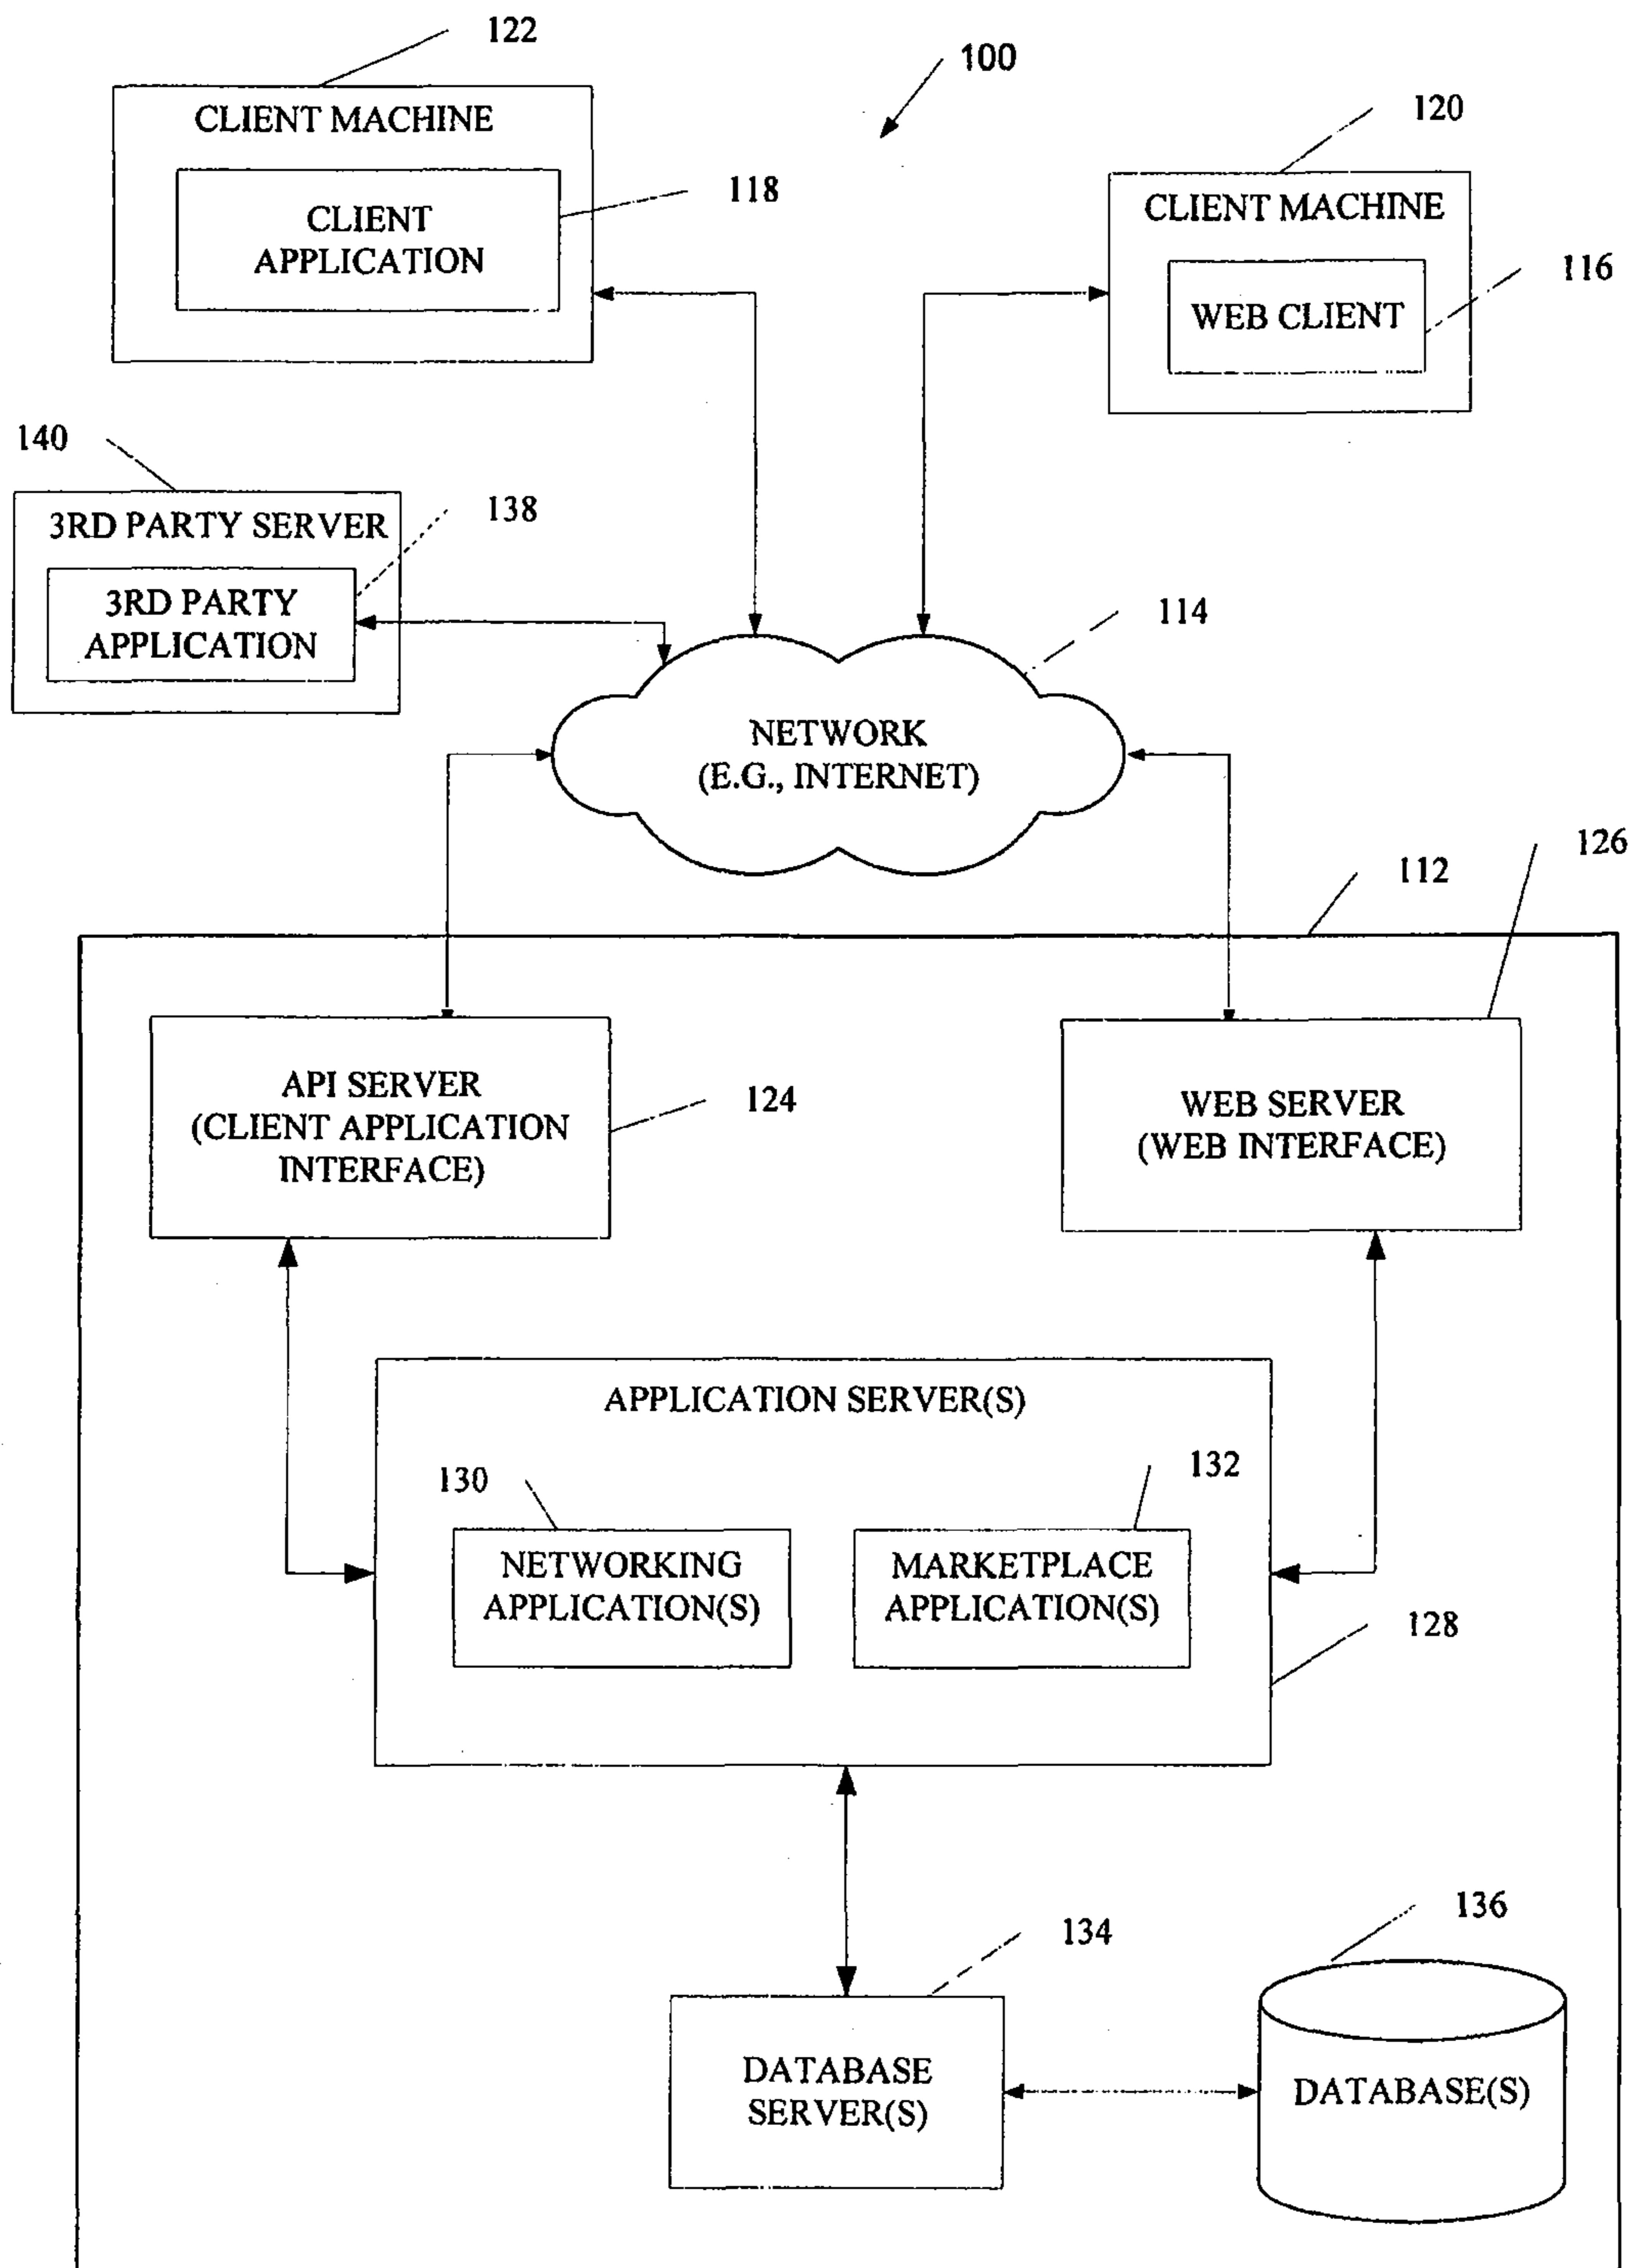 122
100
CLIENT MACHINE
120
118
CLIENT
APPLICATION
CLIENT MACHINE
116
WEB CLIENT
140
3RD PARTY SERVER
138
3RD PARTY
APPLICATION
114
NETWORK
(E.G., INTERNET)
126
112
API SERVER
(CLIENT APPLICATION
INTERFACE)
124
WEB SERVER
(WEB INTERFACE)
APPLICATION SERVER(S)
130
132
NETWORKING
APPLICATION(S)
MARKETPLACE
APPLICATION(S)
128
134
136
DATABASE
SERVER(S)
DATABASE(S)